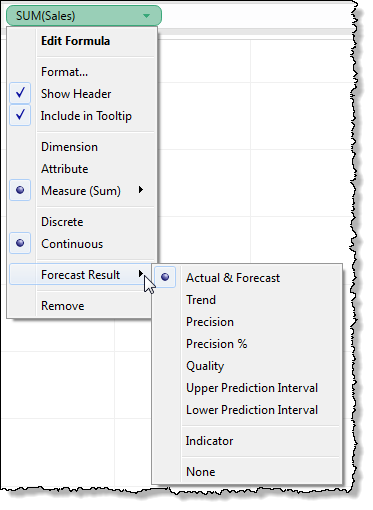 SUM(Sales)
Edit Formula
Format...
Show Header
Include in Tooltip
Dimension
Attribute
Measure (Sum)
Discrete
Continuous
Forecast Result
Remove
Actual & Forecast
Trend
Precision
Precision %
Quality
Upper Prediction Interval
Lower Prediction Interval
Indicator
None